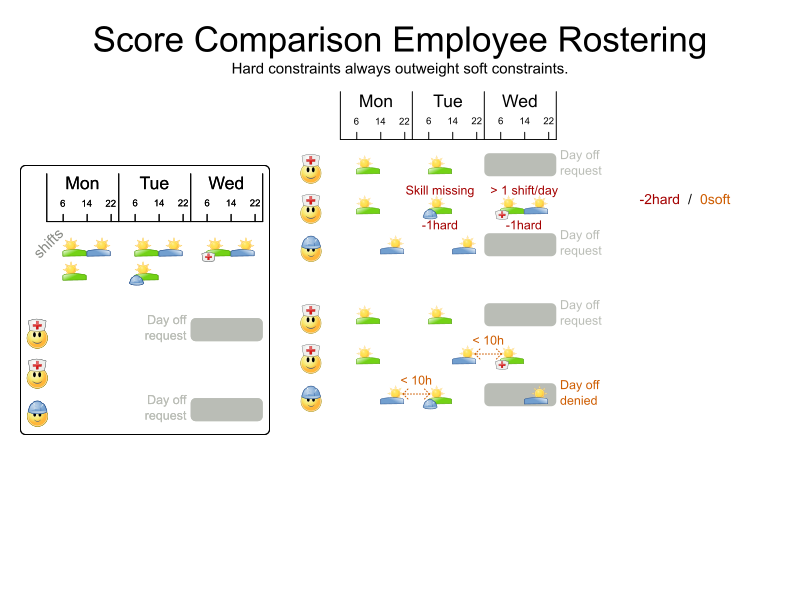 Score Comparison Employee Rostering
Hard constraints always outweight soft constraints.
Mon Tue Wed
6 14 22 6 14 22 6 14 22
Day off
request
Skill missing > 1 shift/day
-1hard -1hard
-2hard / 0soft
Day off
request
Day off
request
< 10h
< 10h
Day off
denied
Mon Tue Wed
6 14 22 6 14 22 6 14 22
shifts
Day off
request
Day off
request